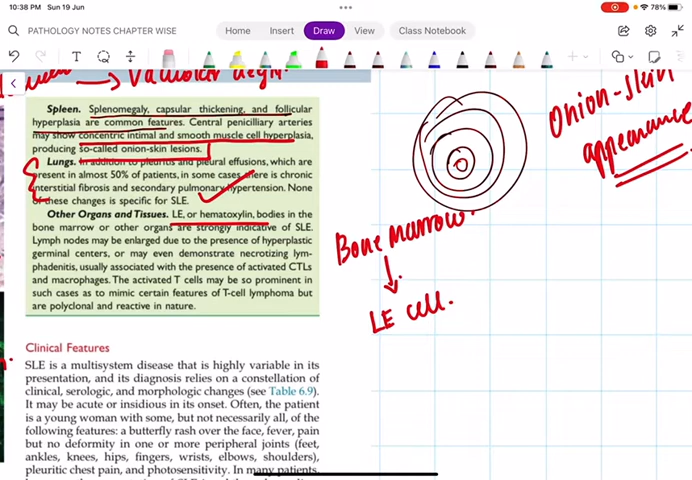 10:38 PM Sun 19 Jun
78%
PATHOLOGY NOTES CHAPTER WISE
Home Insert Draw View Class Notebook
Vascular degn.
Spleen. Splenomegaly, capsular thickening, and follicular
hyperplasia are common features. Central penicilliary arteries
may show concentric intimal and smooth muscle cell hyperplasia,
producing so-called onion-skin lesions.
Lungs. In addition to pleuritis and pleural effusions, which are
present in almost 50% of patients, in some cases there is chronic
interstitial fibrosis and secondary pulmonary hypertension. None
of these changes is specific for SLE.
Other Organs and Tissues. LE, or hematoxylin, bodies in the
bone marrow or other organs are strongly indicative of SLE.
Lymph nodes may be enlarged due to the presence of hyperplastic
germinal centers, or may even demonstrate necrotizing lym-
phadenitis, usually associated with the presence of activated CTLs
and macrophages. The activated T cells may be so prominent in
such cases as to mimic certain features of T-cell lymphoma but
are polyclonal and reactive in nature.
Clinical Features
SLE is a multisystem disease that is highly variable in its
presentation, and its diagnosis relies on a constellation of
clinical, serologic, and morphologic changes (see Table 6.9).
It may be acute or insidious in its onset. Often, the patient
is a young woman with some, but not necessarily all, of
the following features: a butterfly rash over the face, fever, pain
but no deformity in one or more peripheral joints (feet,
ankles, knees, hips, fingers, wrists, elbows, shoulders),
pleuritic chest pain, and photosensitivity. In many patients,
Onion-skin
appearance
Bone marrow.
LE cell.